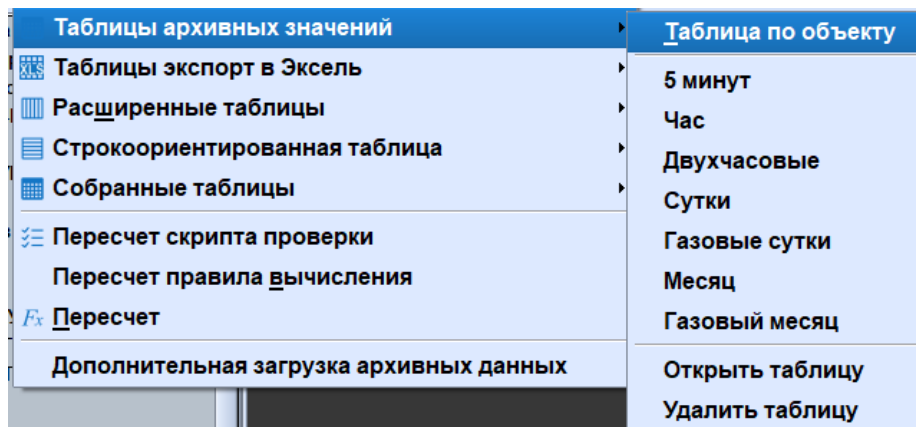 Таблицы архивных значений
Таблицы экспорт в Эксель
Расширенные таблицы
Строкоориентированная таблица
Собранные таблицы
Пересчет скрипта проверки
Пересчет правила вычисления
Fx Пересчет
Дополнительная загрузка архивных данных
Таблица по объекту
5 минут
Час
Двухчасовые
Сутки
Газовые сутки
Месяц
Газовый месяц
Открыть таблицу
Удалить таблицу
XLS